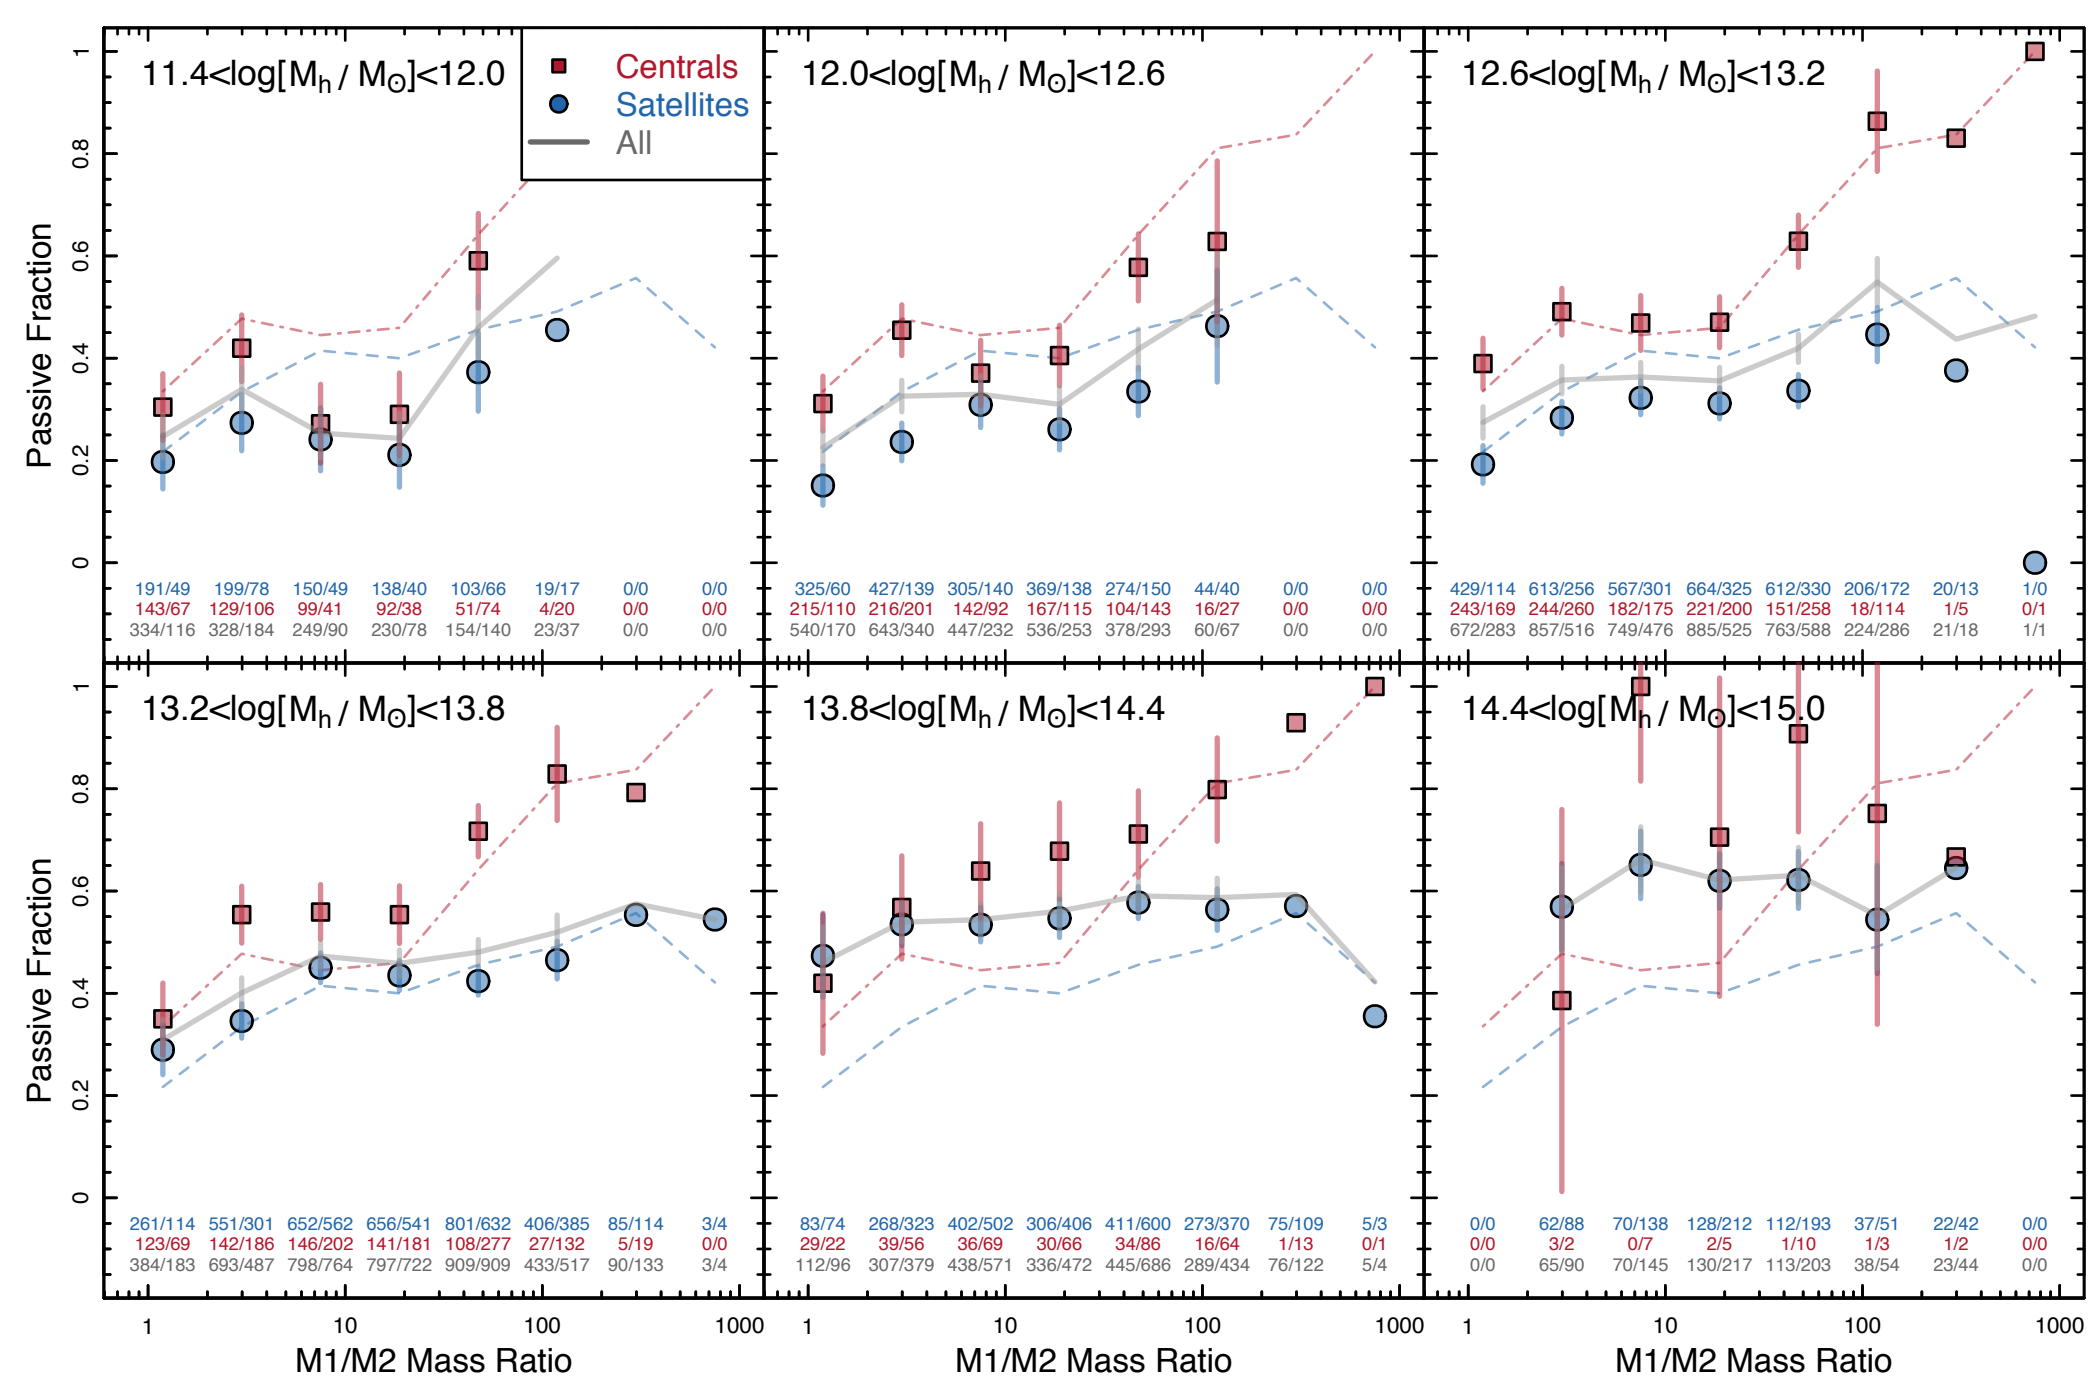 11.4<log[Mh / M⊙]<12.0
Centrals
Satellites
All
12.0<log[Mh / M⊙]<12.6
12.6<log[Mh / M⊙]<13.2
Passive Fraction
1
0.8
0.6
0.4
0.2
0
191/49 199/78 150/49 138/40 103/66 19/17 0/0 0/0
143/67 129/106 99/41 92/38 51/74 4/20 0/0 0/0
334/116 328/184 249/90 230/78 154/140 23/37 0/0 0/0
325/60 427/139 305/140 369/138 274/150 44/40 0/0 0/0
215/110 216/201 142/92 167/115 104/143 16/27 0/0 0/0
540/170 643/340 447/232 536/253 378/293 60/67 0/0 0/0
429/114 613/256 567/301 664/325 612/330 206/172 20/13 1/0
243/169 244/260 182/175 221/200 151/258 18/114 1/5 0/1
672/283 857/516 749/476 885/525 763/588 224/286 21/18 1/1
13.2<log[Mh / M⊙]<13.8
13.8<log[Mh / M⊙]<14.4
14.4<log[Mh / M⊙]<15.0
Passive Fraction
1
0.8
0.6
0.4
0.2
0
261/114 551/301 652/562 656/541 801/632 406/385 85/114 3/4
123/69 142/186 146/202 141/181 108/277 27/132 5/19 0/0
384/183 693/487 798/764 797/722 909/909 433/517 90/133 3/4
83/74 268/323 402/502 306/406 411/600 273/370 75/109 5/3
29/22 39/56 36/69 30/66 34/86 16/64 1/13 0/1
112/96 307/379 438/571 336/472 445/686 289/434 76/122 5/4
0/0 62/88 70/138 128/212 112/193 37/51 22/42 0/0
0/0 3/2 0/7 2/5 1/10 1/3 1/2 0/0
0/0 65/90 70/145 130/217 113/203 38/54 23/44 0/0
1 10 100 1000
1 10 100 1000
1 10 100 1000
M1/M2 Mass Ratio
M1/M2 Mass Ratio
M1/M2 Mass Ratio